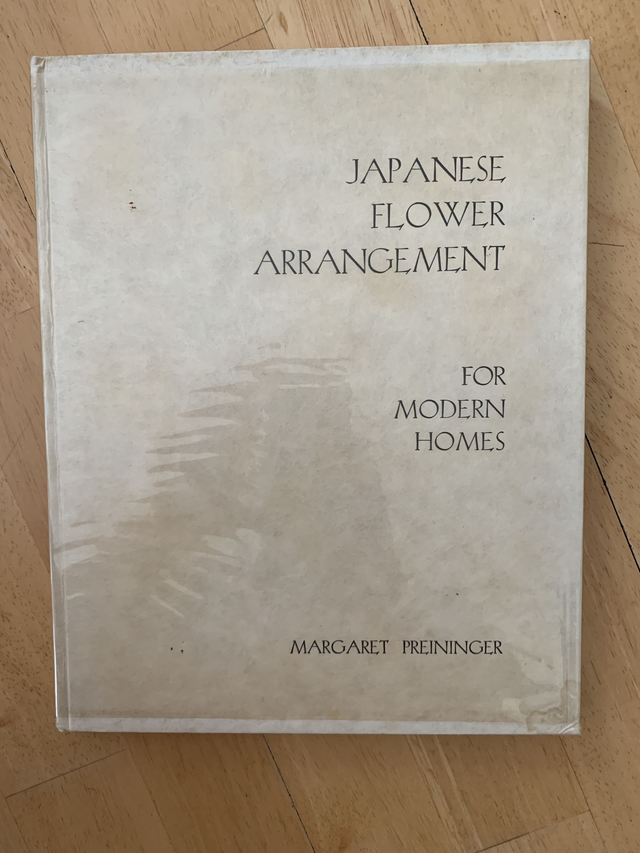 JAPANESE
FLOWER
ARRANGEMENT
FOR
MODERN
HOMES
MARGARET PREININGER